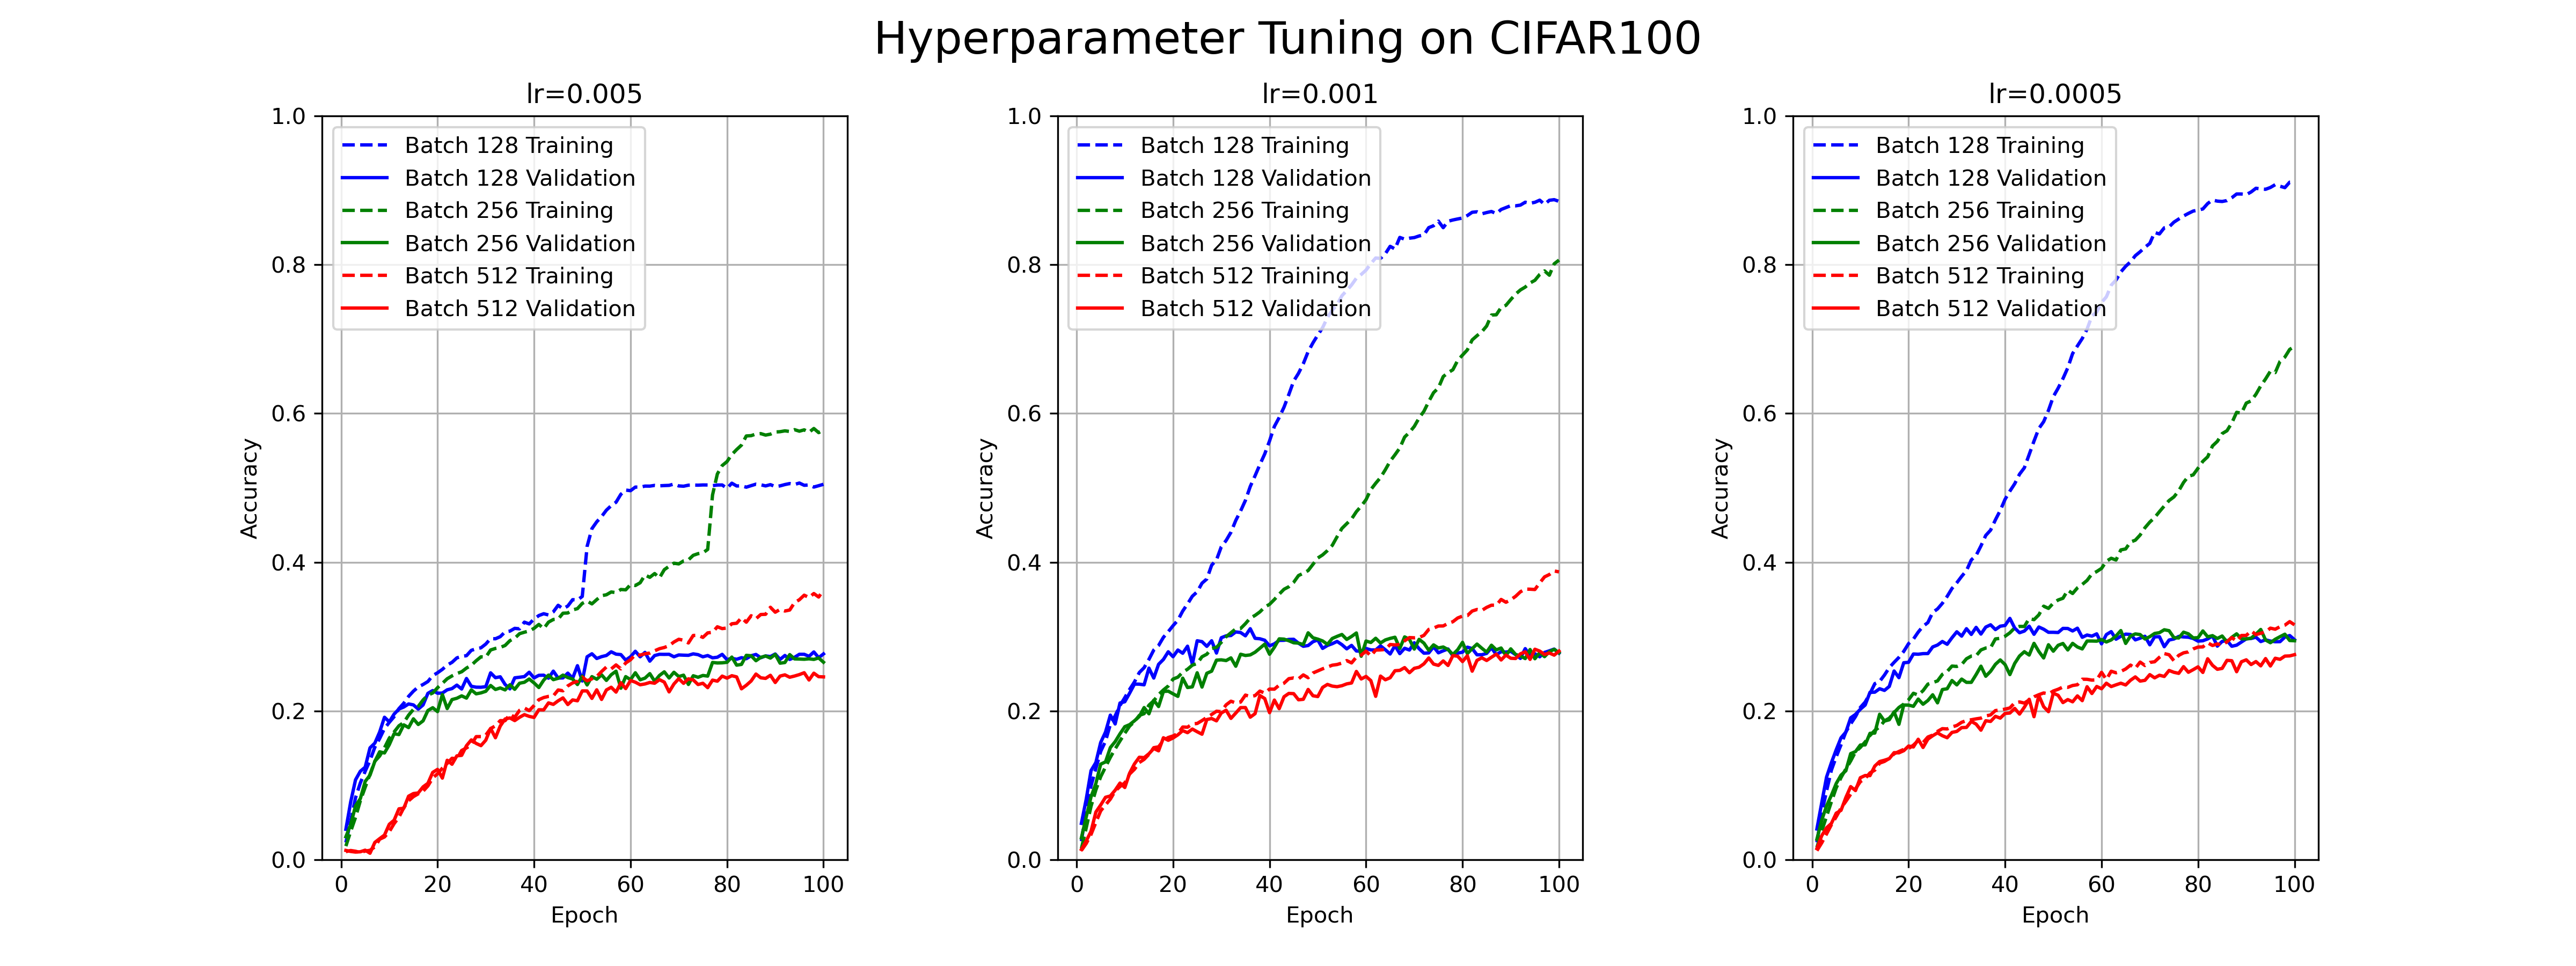 Hyperparameter Tuning on CIFAR100
lr=0.005
1.0
0.8
0.6
0.4
0.2
0.0
Accuracy
Batch 128 Training
Batch 128 Validation
Batch 256 Training
Batch 256 Validation
Batch 512 Training
Batch 512 Validation
0 20 40 60 80 100
Epoch
lr=0.001
1.0
0.8
0.6
0.4
0.2
0.0
Accuracy
Batch 128 Training
Batch 128 Validation
Batch 256 Training
Batch 256 Validation
Batch 512 Training
Batch 512 Validation
0 20 40 60 80 100
Epoch
lr=0.0005
1.0
0.8
0.6
0.4
0.2
0.0
Accuracy
Batch 128 Training
Batch 128 Validation
Batch 256 Training
Batch 256 Validation
Batch 512 Training
Batch 512 Validation
0 20 40 60 80 100
Epoch